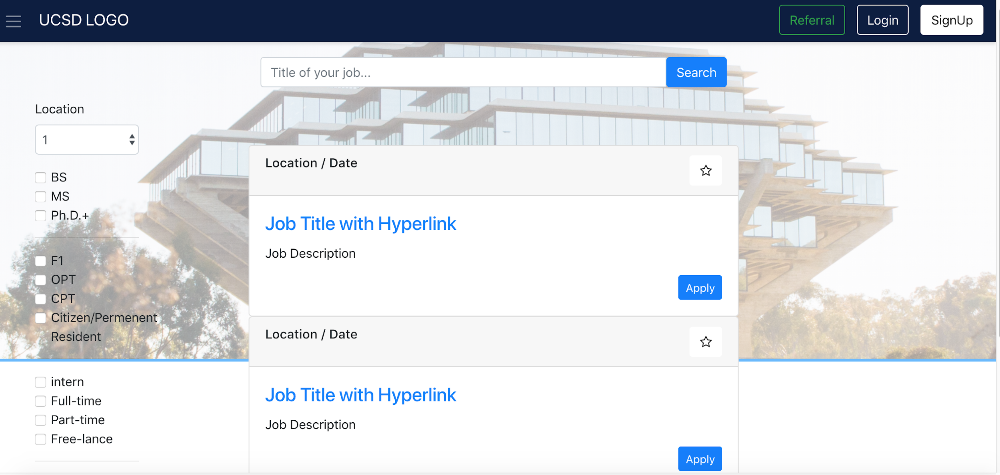 UCSD LOGO
Referral
Login
SignUp
Title of your job...
Search
Location
1
BS
MS
Ph.D.+
F1
OPT
CPT
Citizen/Permenent
Resident
intern
Full-time
Part-time
Free-lance
Location / Date
Job Title with Hyperlink
Job Description
Apply
Location / Date
Job Title with Hyperlink
Job Description
Apply